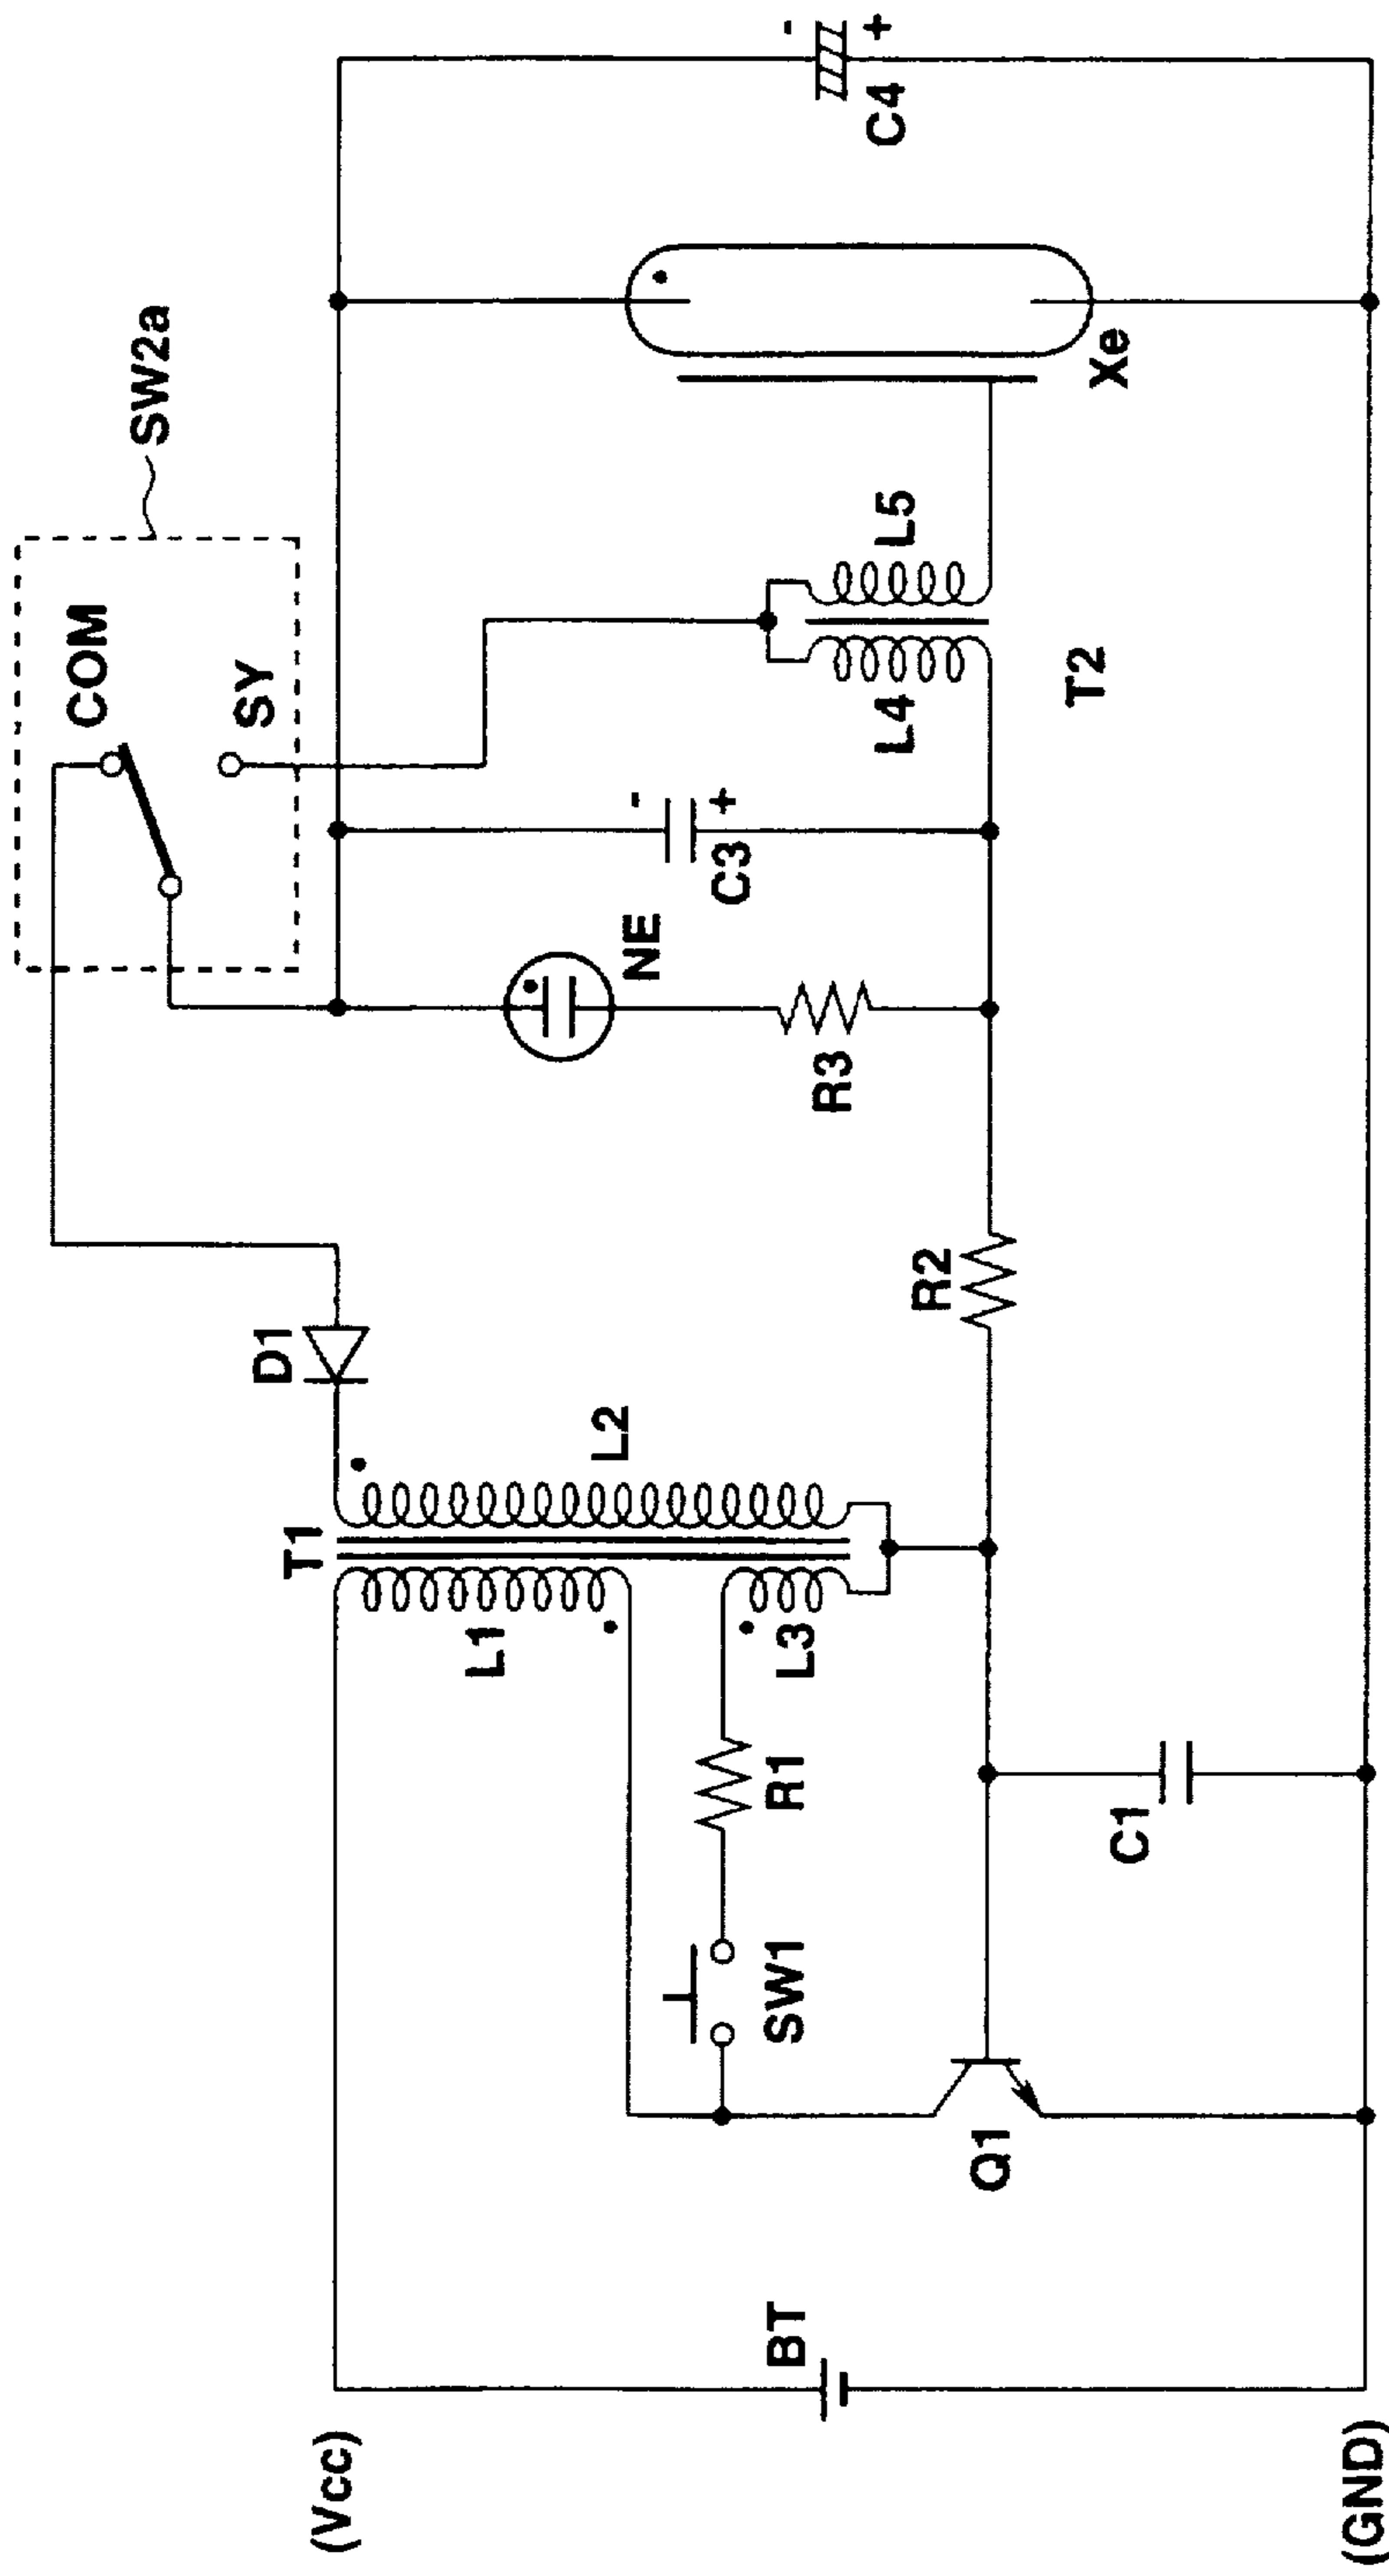 (Vcc)
BT
(GND)
Q1
SW1
R1
C1
L1
L3
T1
L2
D1
R2
R3
NE
C3
COM
SY
SW2a
L4
L5
T2
Xe
C4
-
+
-
+